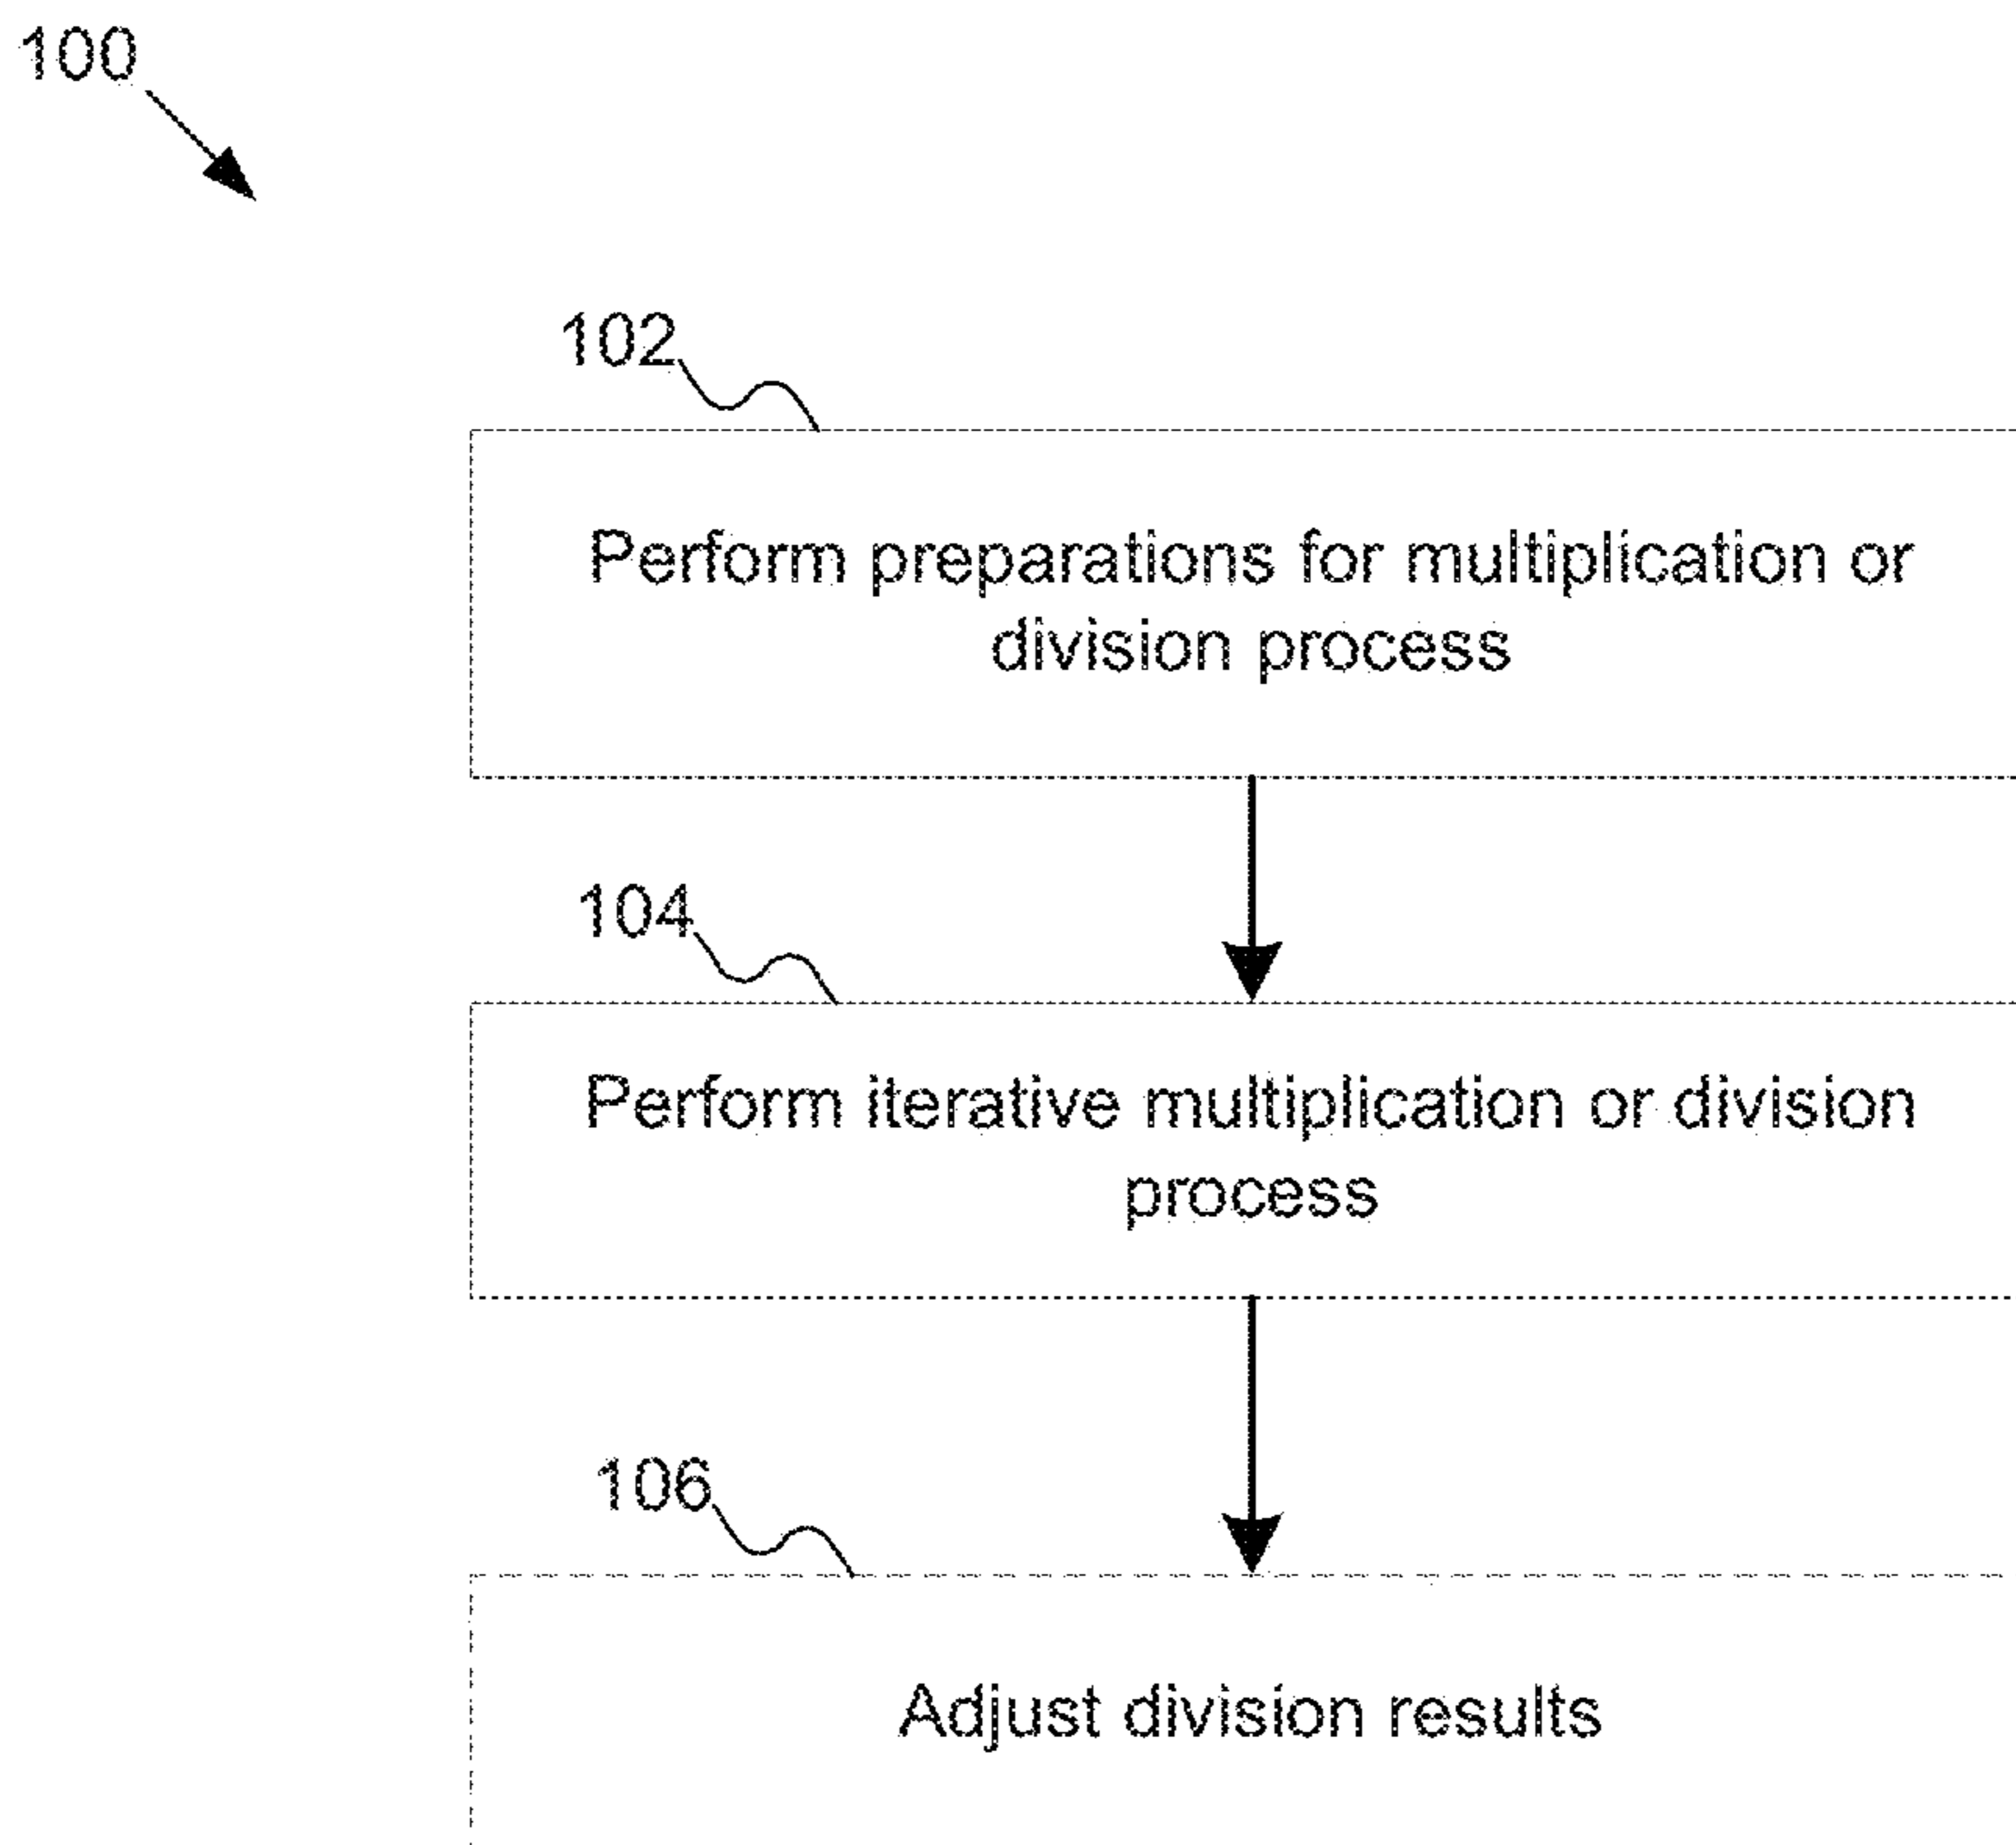 100
102
Perform preparations for multiplication or
division process
104
Perform iterative multiplication or division
process
106
Adjust division results